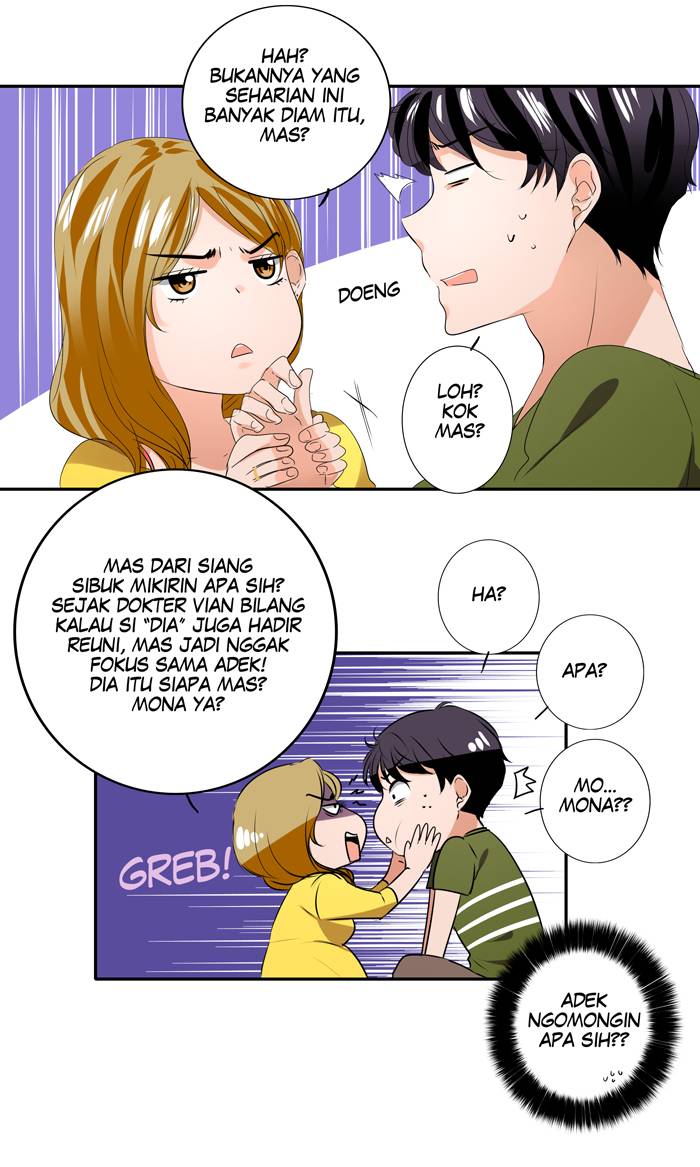 HAH?
BUKANNYA YANG
SEHARIAN INI
BANYAK DIAM ITU,
MAS?
DOENG
LOH?
KOK
MAS?
MAS DARI SIANG
SIBUK MIKIRIN APA SIH?
SEJAK DOKTER VIAN BILANG
KALAU SI "DIA" JUGA HADIR
REUNI, MAS JADI NGGAK
FOKUS SAMA ADEK!
DIA ITU SIAPA MAS?
MONA YA?
HA?
APA?
MO...
MONA??
GREB!
ADEK
NGOMONGIN
APA SIH??